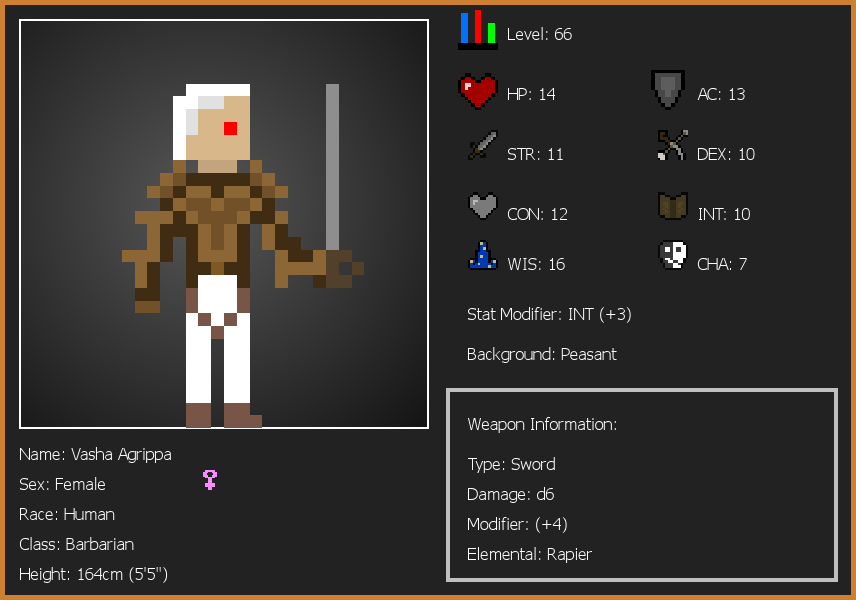 Level: 66
HP: 14
AC: 13
STR: 11
DEX: 10
CON: 12
INT: 10
WIS: 16
CHA: 7
Stat Modifier: INT (+3)
Background: Peasant
Weapon Information:
Type: Sword
Damage: d6
Modifier: (+4)
Elemental: Rapier
Name: Vasha Agrippa
Sex: Female
Race: Human
Class: Barbarian
Height: 164cm (5'5")